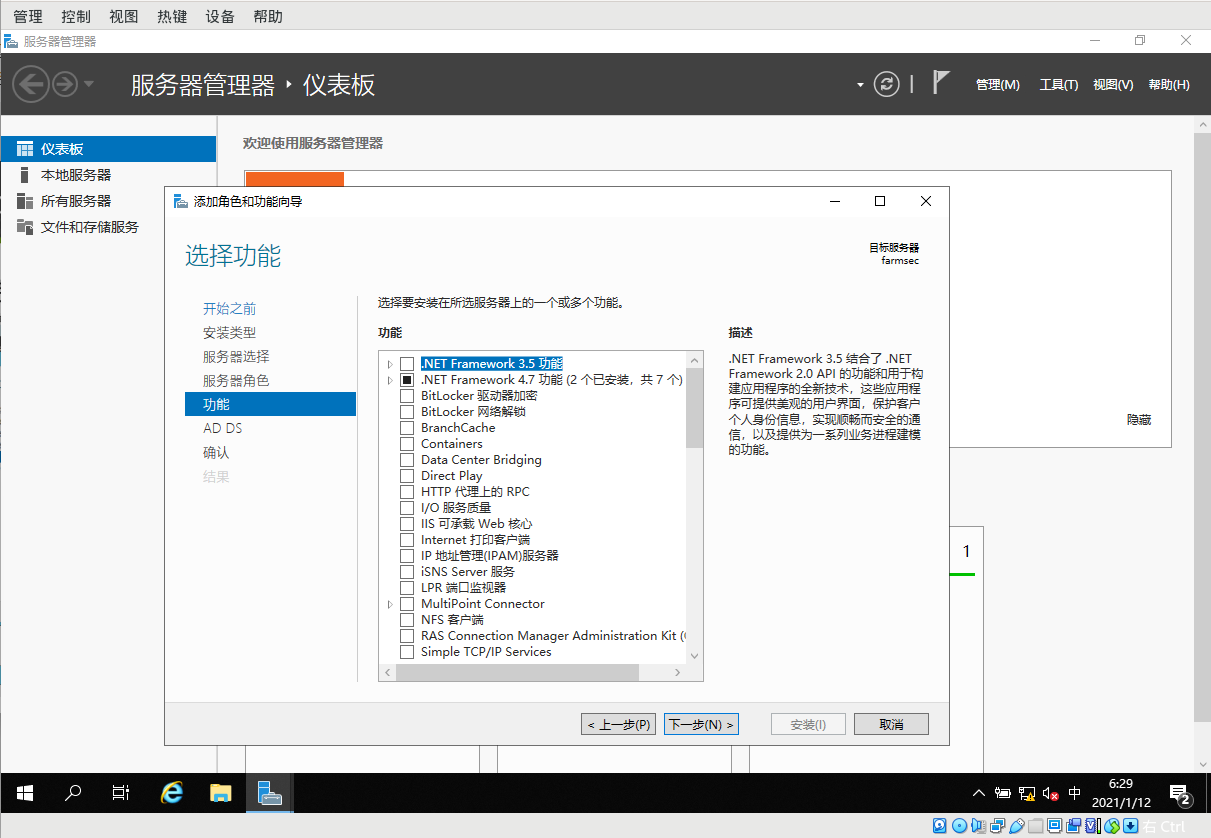 管理 控制 视图 热键 设备 帮助
服务器管理器
服务器管理器 ‣ 仪表板
管理(M) 工具(T) 视图(V) 帮助(H)
仪表板
本地服务器
所有服务器
文件和存储服务
欢迎使用服务器管理器
添加角色和功能向导
选择功能
目标服务器
farmsec
开始之前
安装类型
服务器选择
服务器角色
功能
AD DS
确认
结果
选择要安装在所选服务器上的一个或多个功能。
功能
.NET Framework 3.5 功能
.NET Framework 4.7 功能 (2 个已安装，共 7 个)
BitLocker 驱动器加密
BitLocker 网络解锁
BranchCache
Containers
Data Center Bridging
Direct Play
HTTP 代理上的 RPC
I/O 服务质量
IIS 可承载 Web 核心
Internet 打印客户端
IP 地址管理(IPAM)服务器
iSNS Server 服务
LPR 端口监视器
MultiPoint Connector
NFS 客户端
RAS Connection Manager Administration Kit (
Simple TCP/IP Services
描述
.NET Framework 3.5 结合了 .NET
Framework 2.0 API 的功能和用于构
建应用程序的全新技术，这些应用程
序可提供美观的用户界面，保护客户
个人身份信息，实现顺畅而安全的通
信，以及提供为一系列业务进程建模
的功能。
隐藏
1
< 上一步(P) 下一步(N) > 安装(I) 取消
中
6:29
2021/1/12
2
右 Ctrl